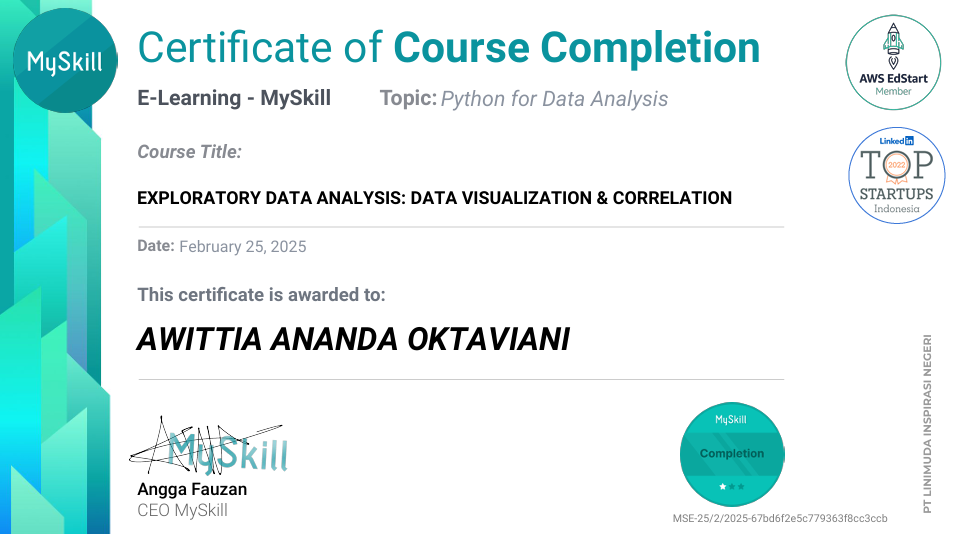 MySkill
Certificate of Course Completion
E-Learning - MySkill
Topic: Python for Data Analysis
Course Title:
EXPLORATORY DATA ANALYSIS: DATA VISUALIZATION & CORRELATION
Date: February 25, 2025
This certificate is awarded to:
AWITTIA ANANDA OKTAVIANI
MySkill
Angga Fauzan
CEO MySkill
MySkill
Completion
MSE-25/2/2025-67bd6f2e5c779363f8cc3ccb
AWS EdStart
Member
Linked in
TOP
2022
STARTUPS
Indonesia
PT LINIMUDA INSPIRASI NEGERI